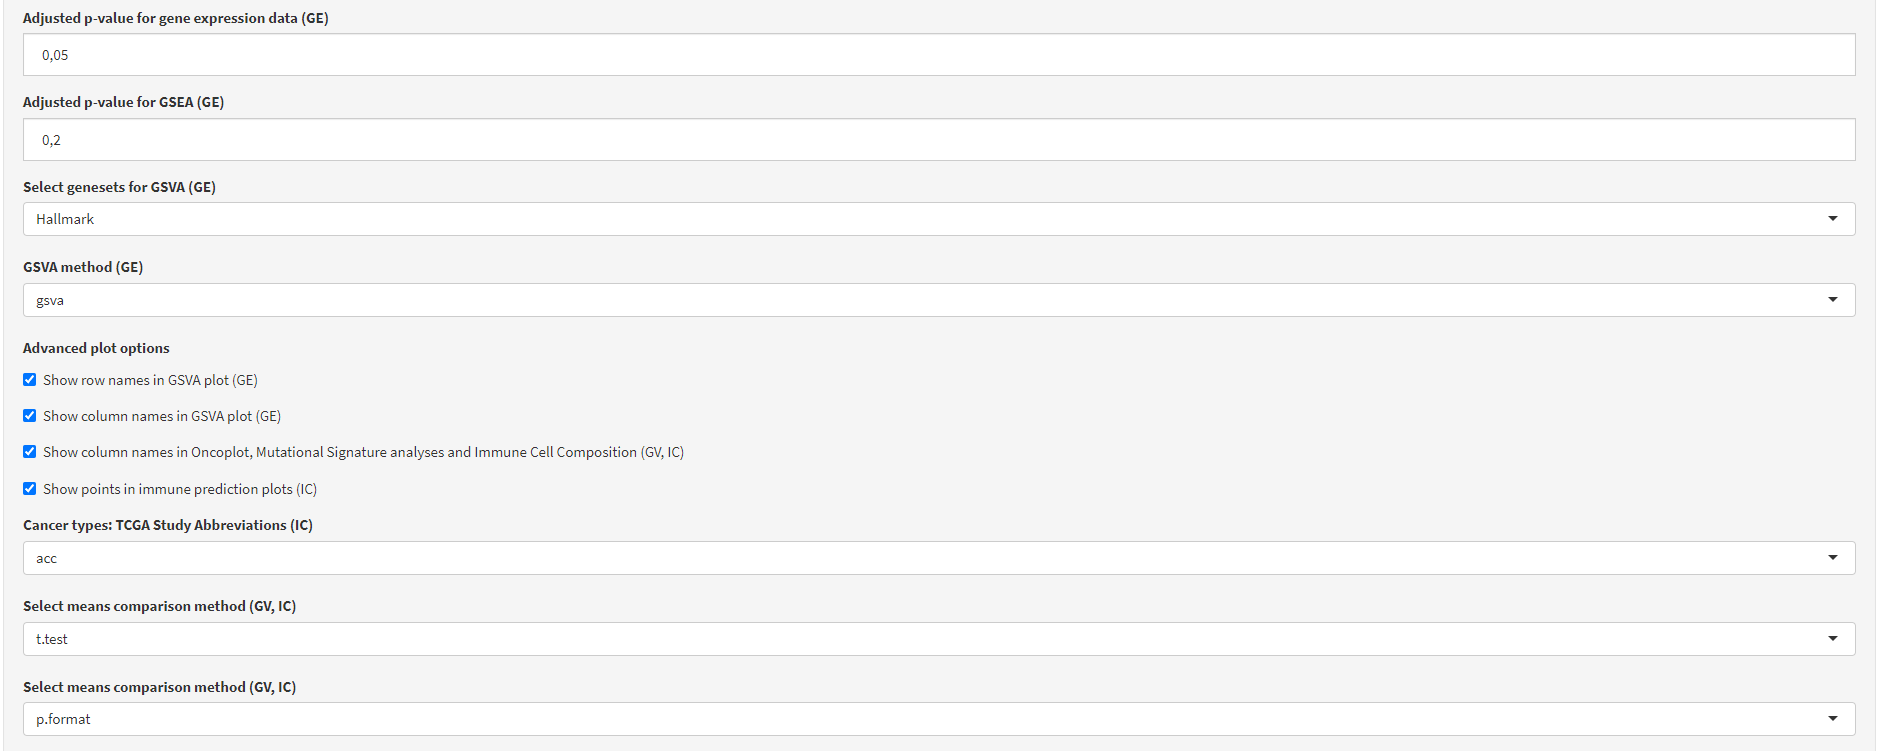 Adjusted p-value for gene expression data (GE)
0,05
Adjusted p-value for GSEA (GE)
0,2
Select genesets for GSVA (GE)
Hallmark
GSVA method (GE)
gsva
Advanced plot options
Show row names in GSVA plot (GE)
Show column names in GSVA plot (GE)
Show column names in Oncoplot, Mutational Signature analyses and Immune Cell Composition (GV, IC)
Show points in immune prediction plots (IC)
Cancer types: TCGA Study Abbreviations (IC)
acc
Select means comparison method (GV, IC)
t.test
Select means comparison method (GV, IC)
p.format